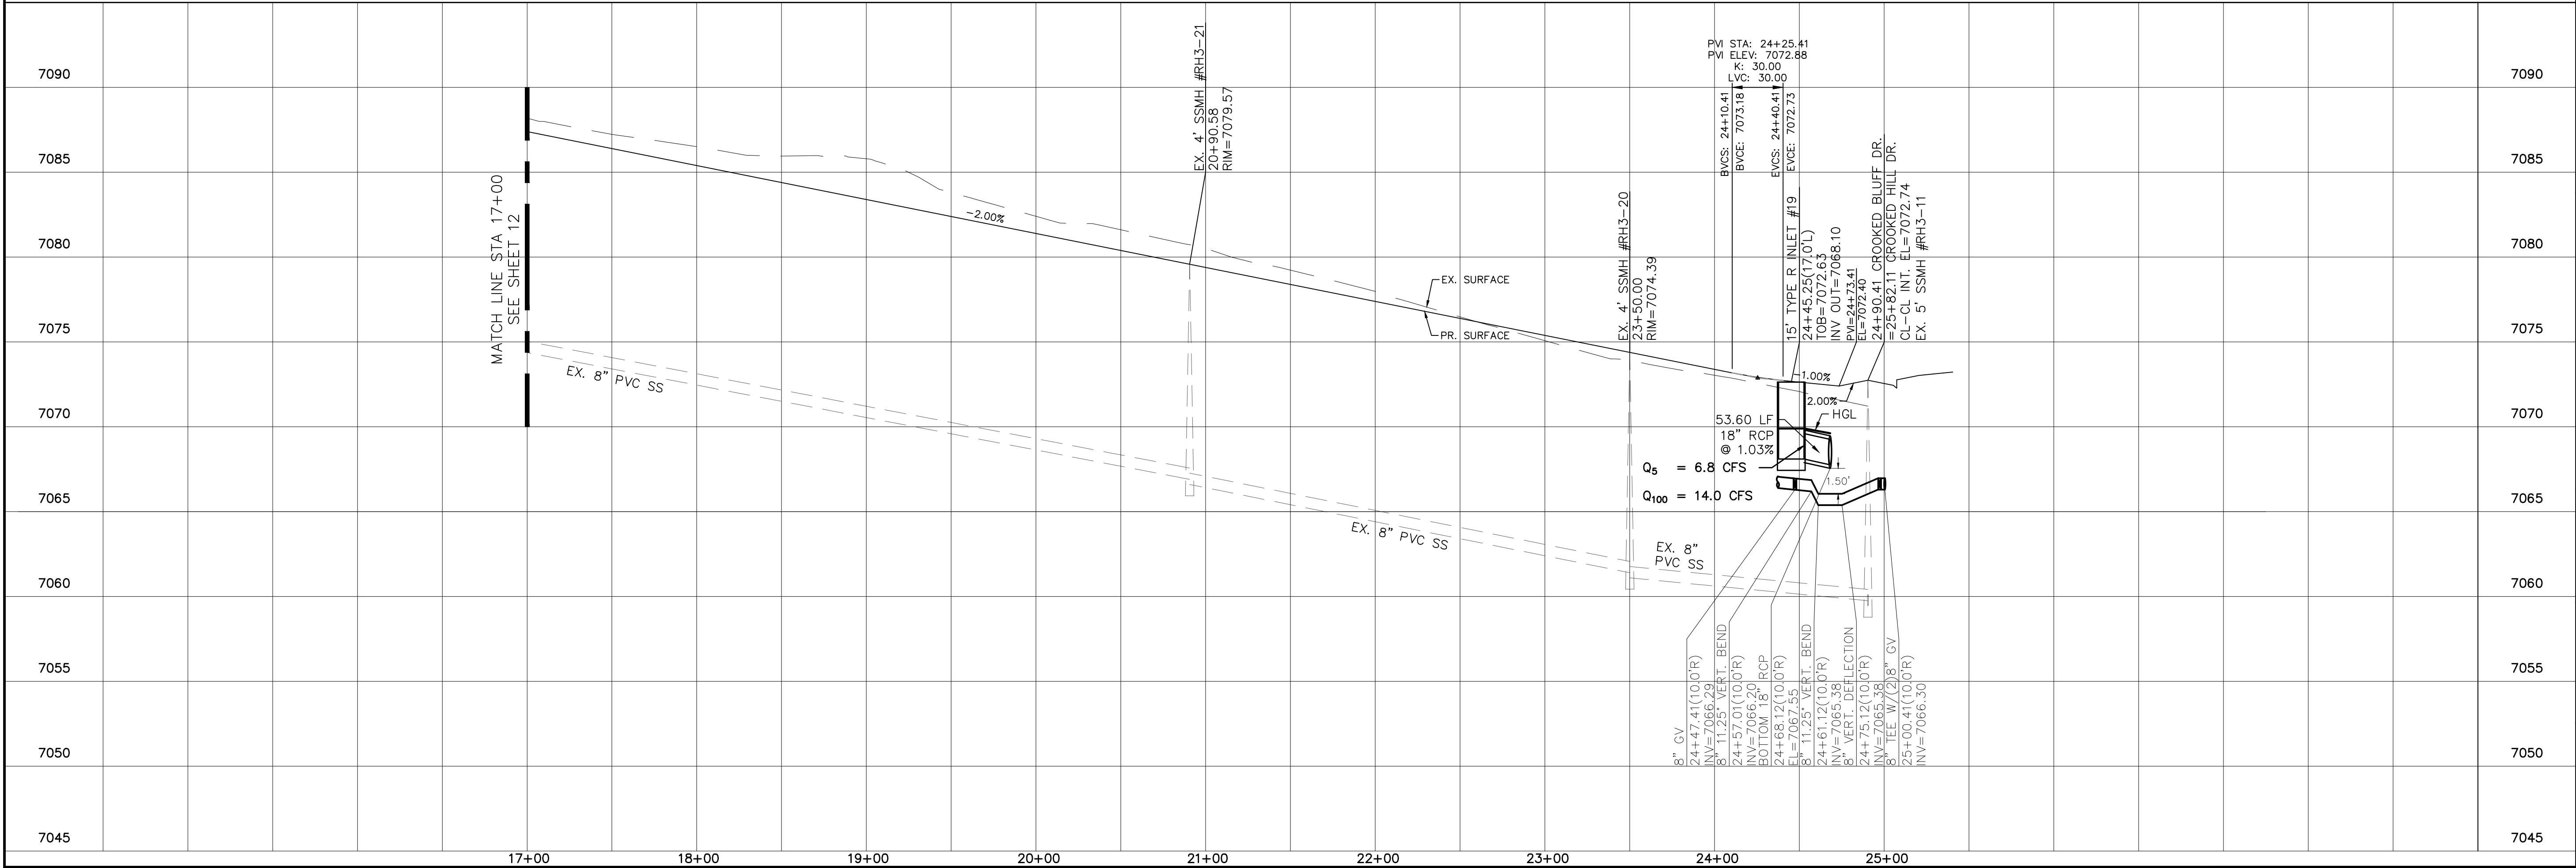 7090
7085
7080
7075
7070
7065
7060
7055
7050
7045
MATCH LINE STA 17+00
SEE SHEET 12
EX. 8" PVC SS
-2.00%
EX. 4' SSMH #RH3-21
20+90.58
RIM=7079.57
EX. SURFACE
PR. SURFACE
EX. 8" PVC SS
EX. 4' SSMH #RH3-20
23+50.00
RIM=7074.39
EX. 8"
PVC SS
PVI STA: 24+25.41
PVI ELEV: 7072.88
K: 30.00
LVC: 30.00
BVCS: 24+10.41
BVCE: 7073.18
EVCS: 24+40.41
EVCE: 7072.73
15' TYPE R INLET #19
24+45.25(17.0'L)
TOB=7072.63
INV OUT=7068.10
PVI=24+73.41
EL=7072.40
24+90.41 CROOKED BLUFF DR.
=25+82.11 CROOKED HILL DR.
CL-CL INT. EL=7072.74
EX. 5' SSMH #RH3-11
-1.00%
2.00%
HGL
53.60 LF
18" RCP
@ 1.03%
Q5 = 6.8 CFS
Q100 = 14.0 CFS
1.50'
8" GV
24+47.41(10.0'R)
INV=7066.29
8" 11.25° VERT. BEND
24+57.01(10.0'R)
INV=7066.20
BOTTOM 18" RCP
24+68.12(10.0'R)
EL=7067.55
8" 11.25° VERT. BEND
24+61.12(10.0'R)
INV=7065.38
8" VERT. DEFLECTION
24+75.12(10.0'R)
INV=7065.38
8" TEE W/(2)8" GV
25+00.41(10.0'R)
INV=7066.30
7090
7085
7080
7075
7070
7065
7060
7055
7050
7045
17+00
18+00
19+00
20+00
21+00
22+00
23+00
24+00
25+00